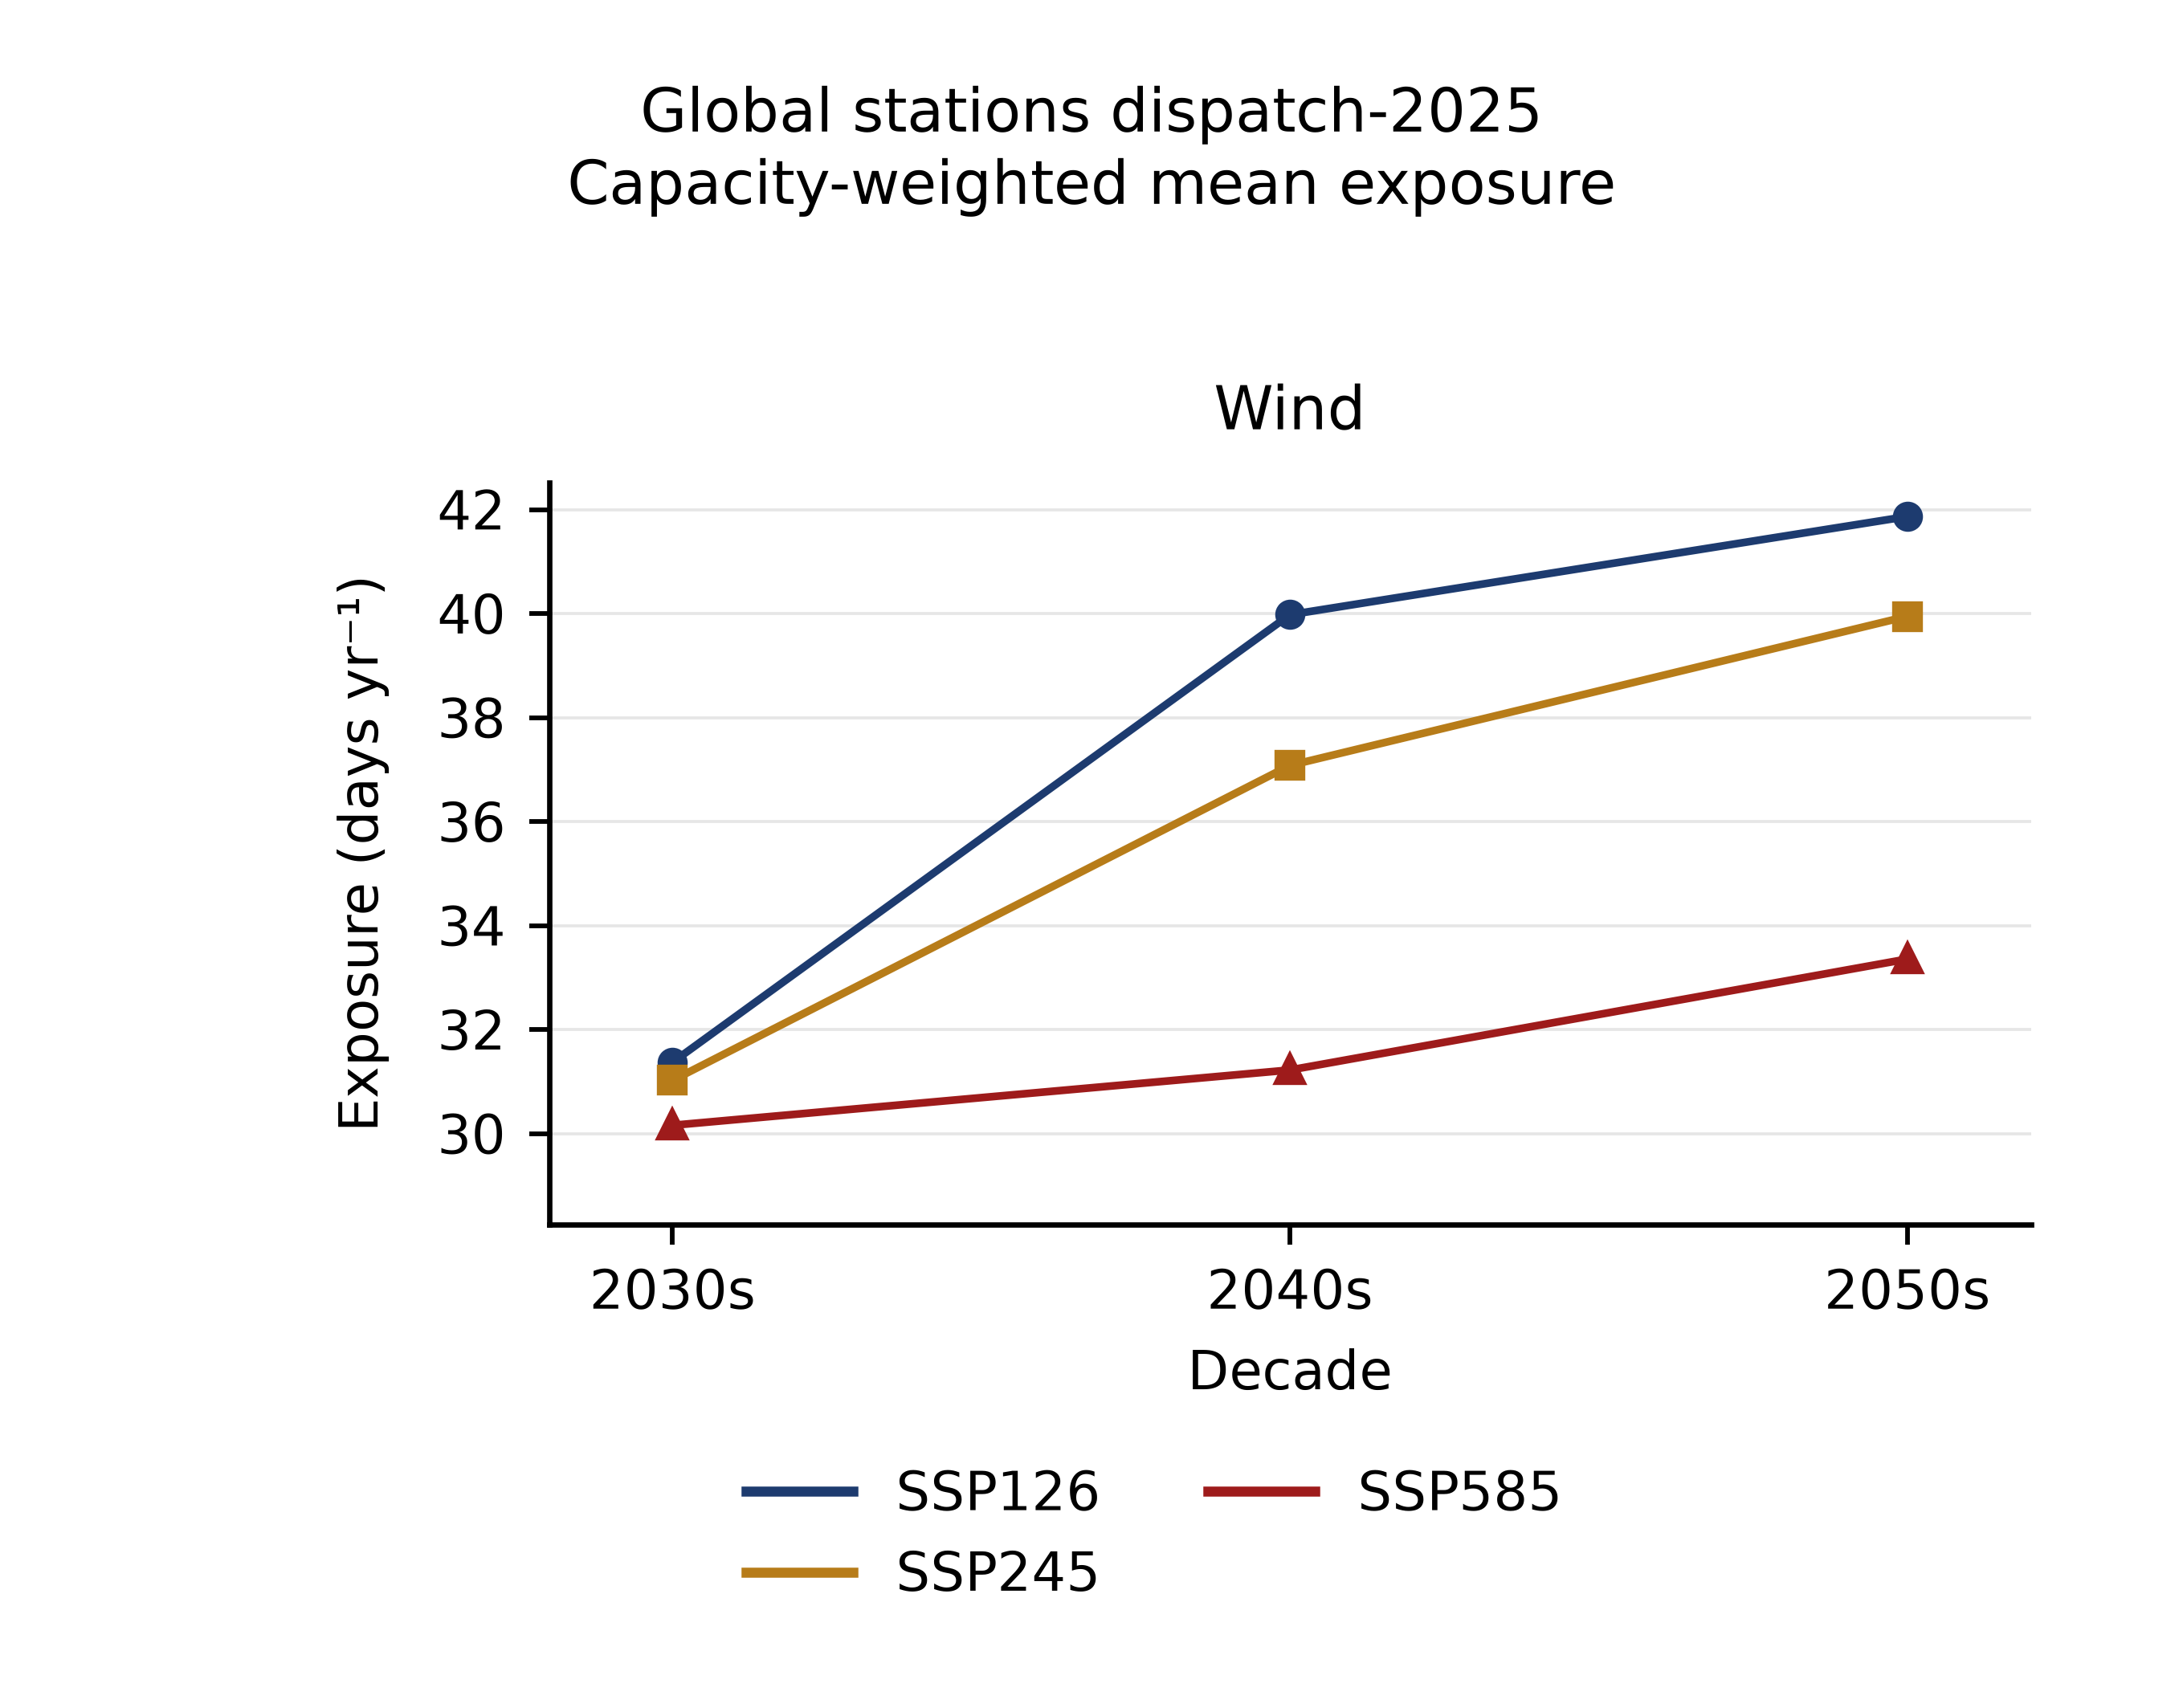 Global stations dispatch-2025
Capacity-weighted mean exposure
Wind
Exposure (days yr⁻¹)
42
40
38
36
34
32
30
2030s 2040s 2050s
Decade
SSP126 SSP585
SSP245